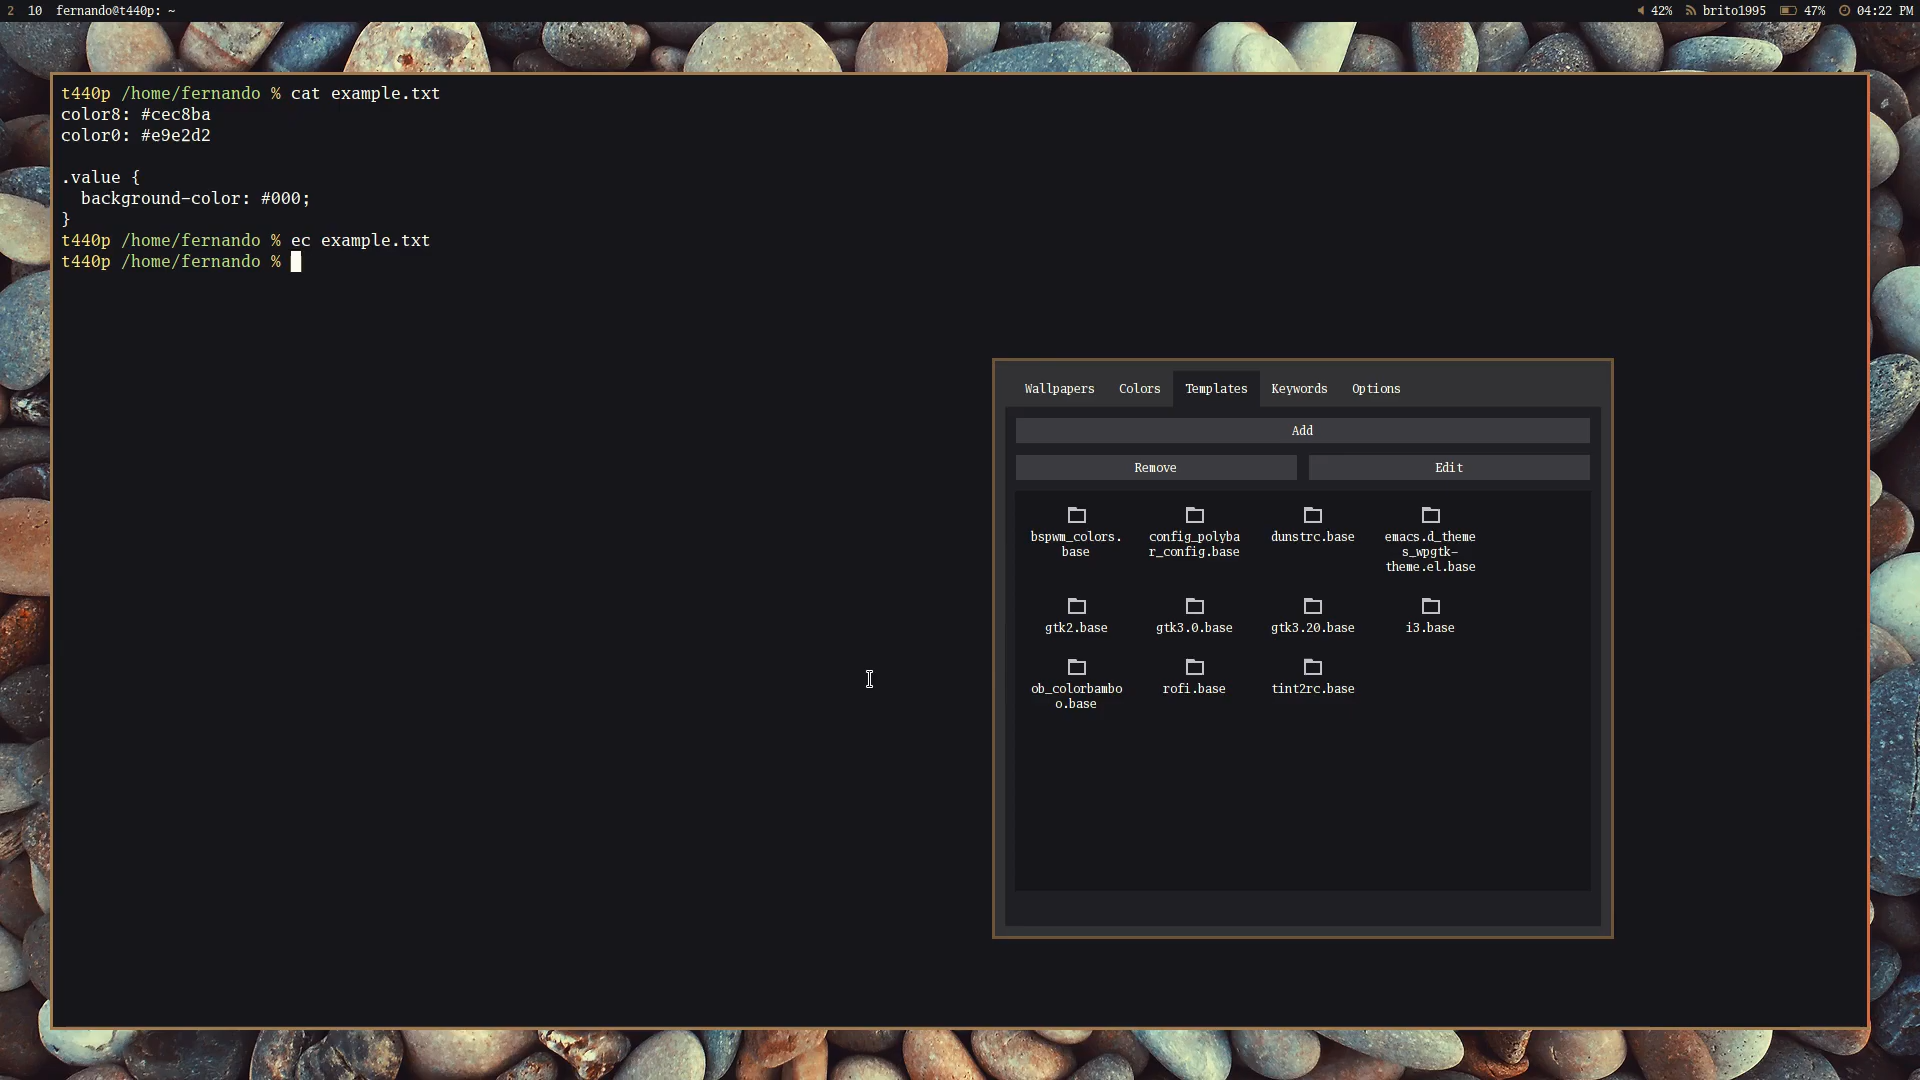 2 10 fernando@t440p: ~
42% brito1995 47% 04:22 PM
t440p /home/fernando % cat example.txt
color8: #cec8ba
color0: #e9e2d2
.value {
background-color: #000;
}
t440p /home/fernando % ec example.txt
t440p /home/fernando %
Wallpapers Colors Templates Keywords Options
Add
Remove Edit
bspwm_colors.
base
config_polyba
r_config.base
dunstrc.base
emacs.d_theme
s_wpgtk-
theme.el.base
gtk2.base
gtk3.0.base
gtk3.20.base
i3.base
ob_colorbambo
o.base
rofi.base
tint2rc.base